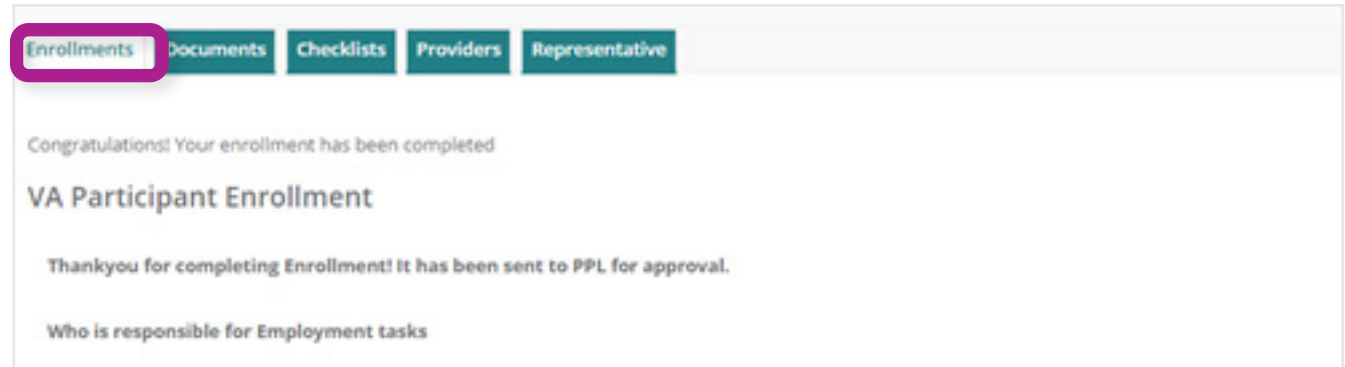 Enrollments Documents Checklists Providers Representative
Congratulations! Your enrollment has been completed
VA Participant Enrollment
Thankyou for completing Enrollment! It has been sent to PPL for approval.
Who is responsible for Employment tasks